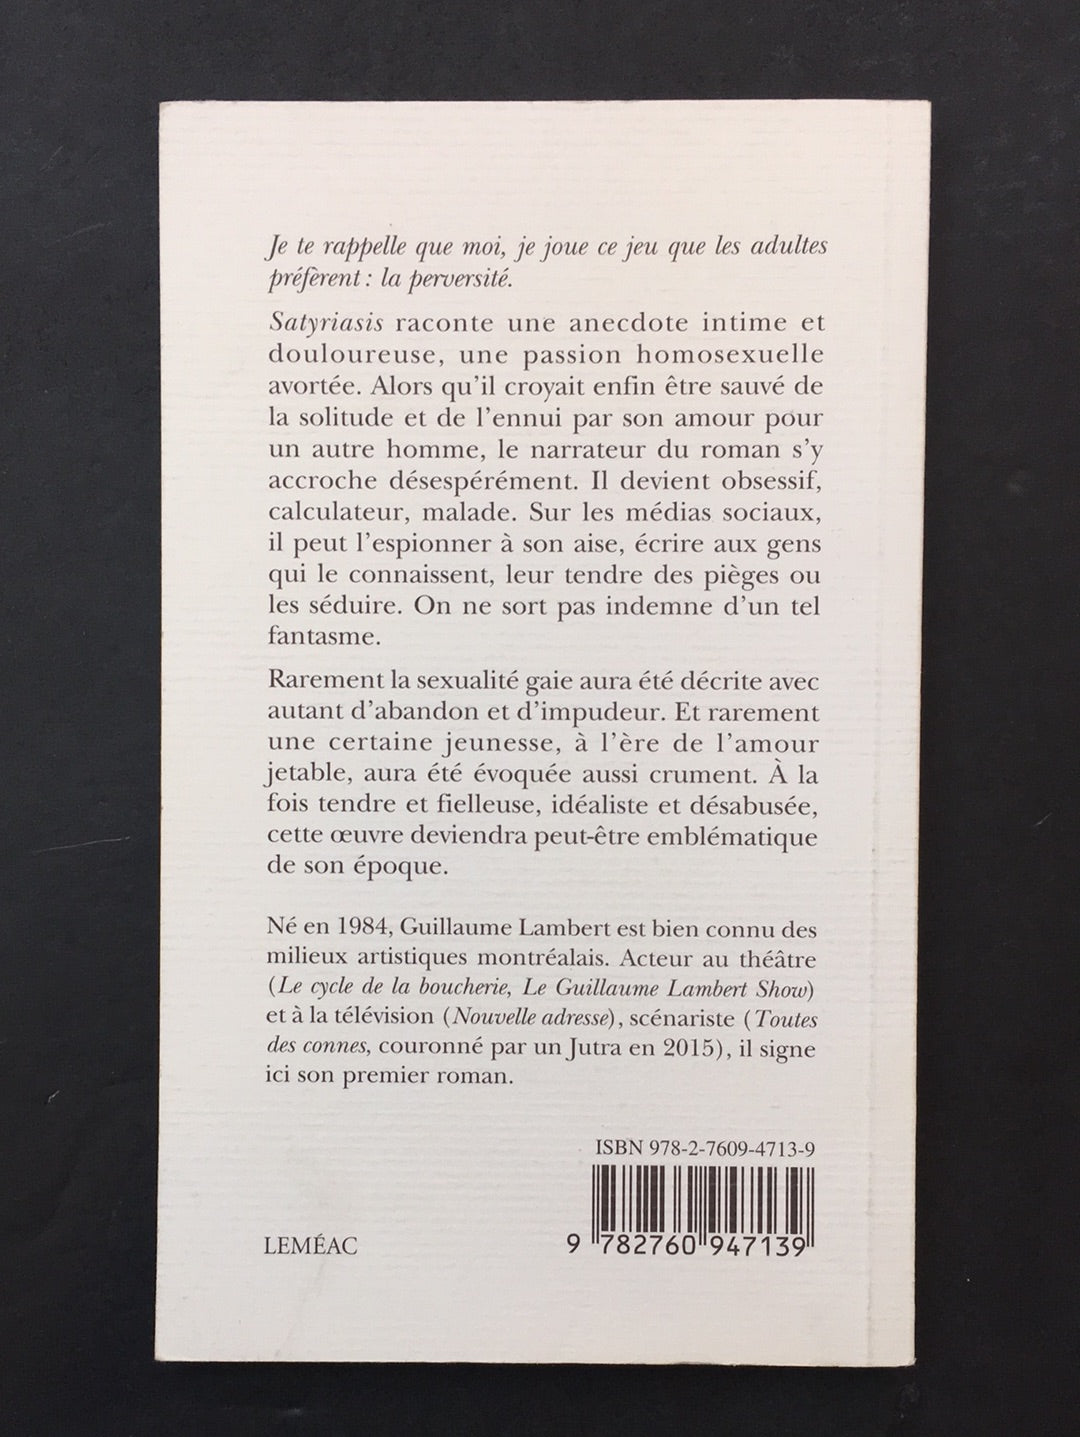 Je te rappelle que moi, je joue ce jeu que les adultes
préfèrent : la perversité.
Satyriasis raconte une anecdote intime et
douloureuse, une passion homosexuelle
avortée. Alors qu'il croyait enfin être sauvé de
la solitude et de l'ennui par son amour pour
un autre homme, le narrateur du roman s'y
accroche désespérément. Il devient obsessif,
calculateur, malade. Sur les médias sociaux,
il peut l'espionner à son aise, écrire aux gens
qui le connaissent, leur tendre des pièges ou
les séduire. On ne sort pas indemne d'un tel
fantasme.
Rarement la sexualité gaie aura été décrite avec
autant d'abandon et d'impudeur. Et rarement
une certaine jeunesse, à l'ère de l'amour
jetable, aura été évoquée aussi crument. À la
fois tendre et fielleuse, idéaliste et désabusée,
cette œuvre deviendra peut-être emblématique
de son époque.
Né en 1984, Guillaume Lambert est bien connu des
milieux artistiques montréalais. Acteur au théâtre
(Le cycle de la boucherie, Le Guillaume Lambert Show)
et à la télévision (Nouvelle adresse), scénariste (Toutes
des connes, couronné par un Jutra en 2015), il signe
ici son premier roman.
ISBN 978-2-7609-4713-9
LEMÉAC
9 782760 947139